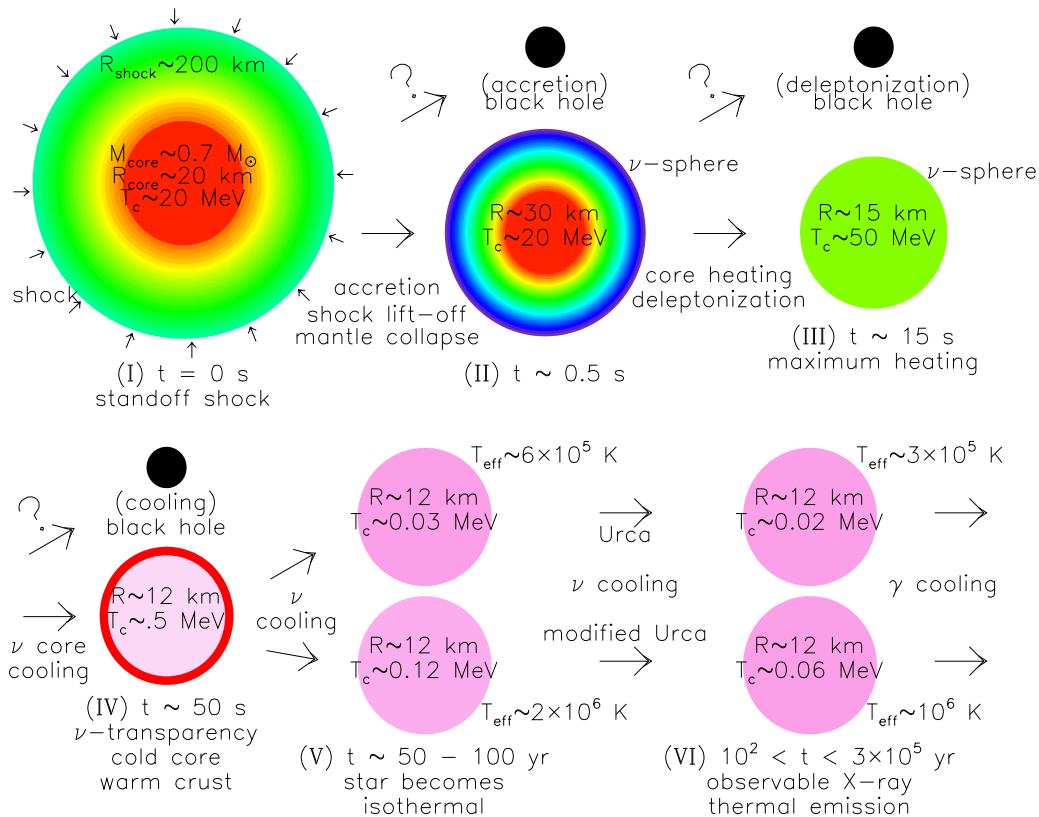 R_shock~200 km
M_core~0.7 M_⊙
R_core~20 km
T_c~20 MeV
shock
(I) t = 0 s
standoff shock
accretion
shock lift-off
mantle collapse
?
(accretion)
black hole
ν-sphere
R~30 km
T_c~20 MeV
(II) t ~ 0.5 s
core heating
deleptonization
?
(deleptonization)
black hole
ν-sphere
R~15 km
T_c~50 MeV
(III) t ~ 15 s
maximum heating
?
(cooling)
black hole
ν core
cooling
R~12 km
T_c~.5 MeV
(IV) t ~ 50 s
ν-transparency
cold core
warm crust
ν
cooling
T_eff~6×10^5 K
R~12 km
T_c~0.03 MeV
R~12 km
T_c~0.12 MeV
T_eff~2×10^6 K
(V) t ~ 50 - 100 yr
star becomes
isothermal
Urca
ν cooling
modified Urca
T_eff~3×10^5 K
R~12 km
T_c~0.02 MeV
R~12 km
T_c~0.06 MeV
T_eff~10^6 K
γ cooling
(VI) 10^2 < t < 3×10^5 yr
observable X-ray
thermal emission